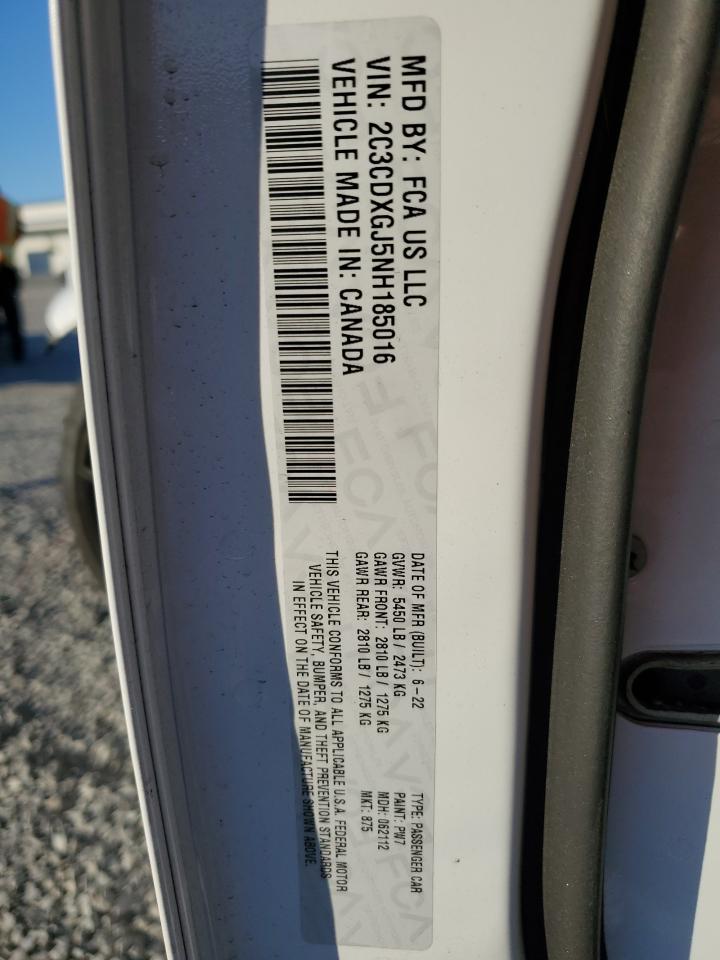 MFD BY: FCA US LLC
VIN: 2C3CDXGJ5NH185016
VEHICLE MADE IN: CANADA
DATE OF MFR (BUILT): 6-22
GVWR: 5450 LB / 2473 KG
GAWR FRONT: 2810 LB / 1275 KG
GAWR REAR: 2810 LB / 1275 KG
TYPE: PASSENGER CAR
PAINT: PW7
MDH: 062112
MKT: 875
THIS VEHICLE CONFORMS TO ALL APPLICABLE U.S.A. FEDERAL MOTOR
VEHICLE SAFETY, BUMPER, AND THEFT PREVENTION STANDARDS
IN EFFECT ON THE DATE OF MANUFACTURE SHOWN ABOVE.
FCA
FCA
FCA